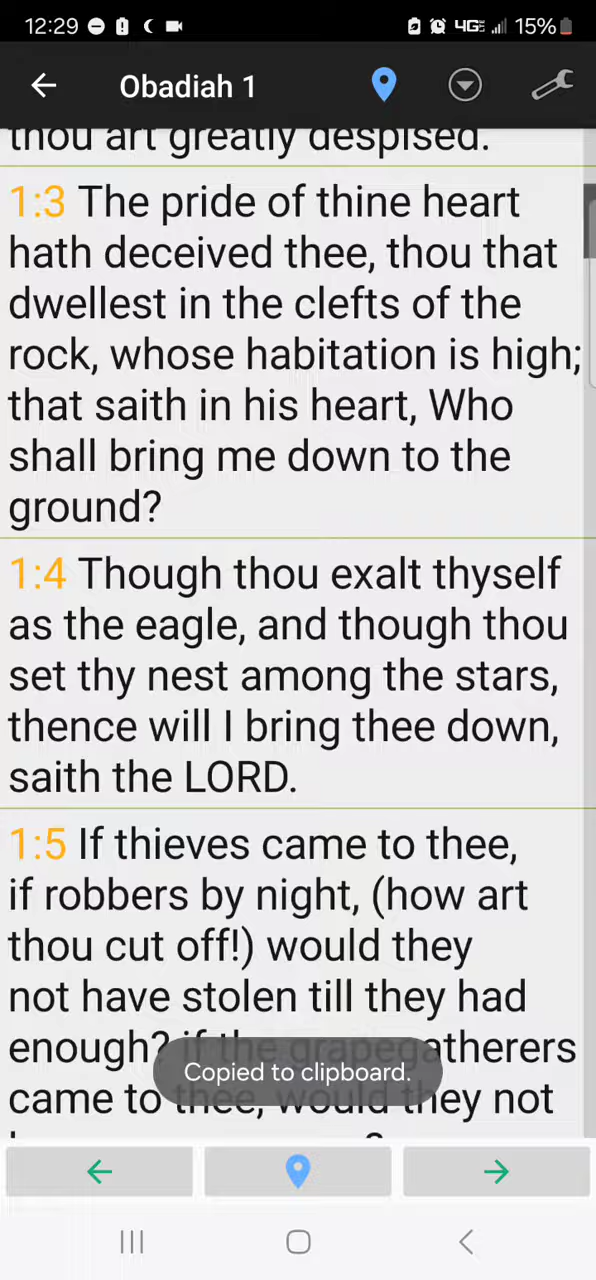 12:29 4GE 15%
Obadiah 1
thou art greatly despised.
1:3 The pride of thine heart
hath deceived thee, thou that
dwellest in the clefts of the
rock, whose habitation is high;
that saith in his heart, Who
shall bring me down to the
ground?
1:4 Though thou exalt thyself
as the eagle, and though thou
set thy nest among the stars,
thence will I bring thee down,
saith the LORD.
1:5 If thieves came to thee,
if robbers by night, (how art
thou cut off!) would they
not have stolen till they had
enough? if the grapegatherers
Copied to clipboard.
came to thee, would they not